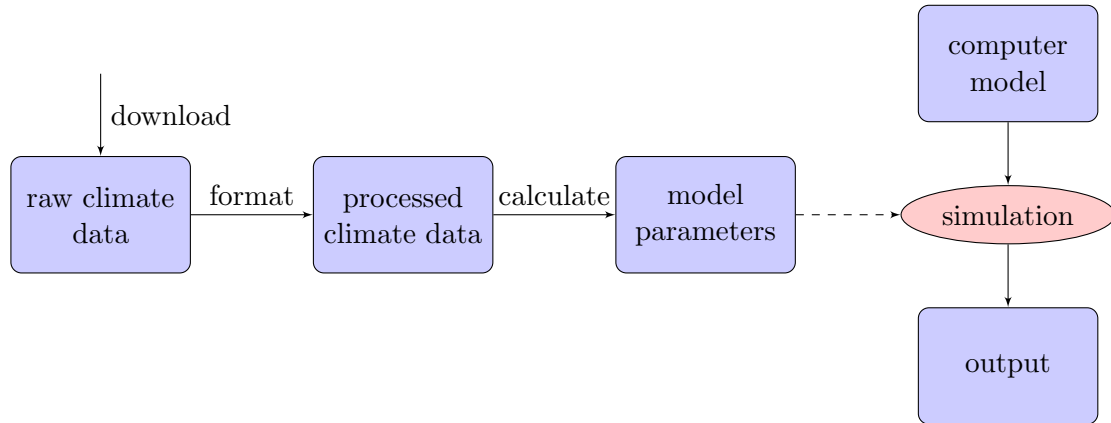 computer
model
download
raw climate
data
format
processed
climate data
calculate
model
parameters
simulation
output